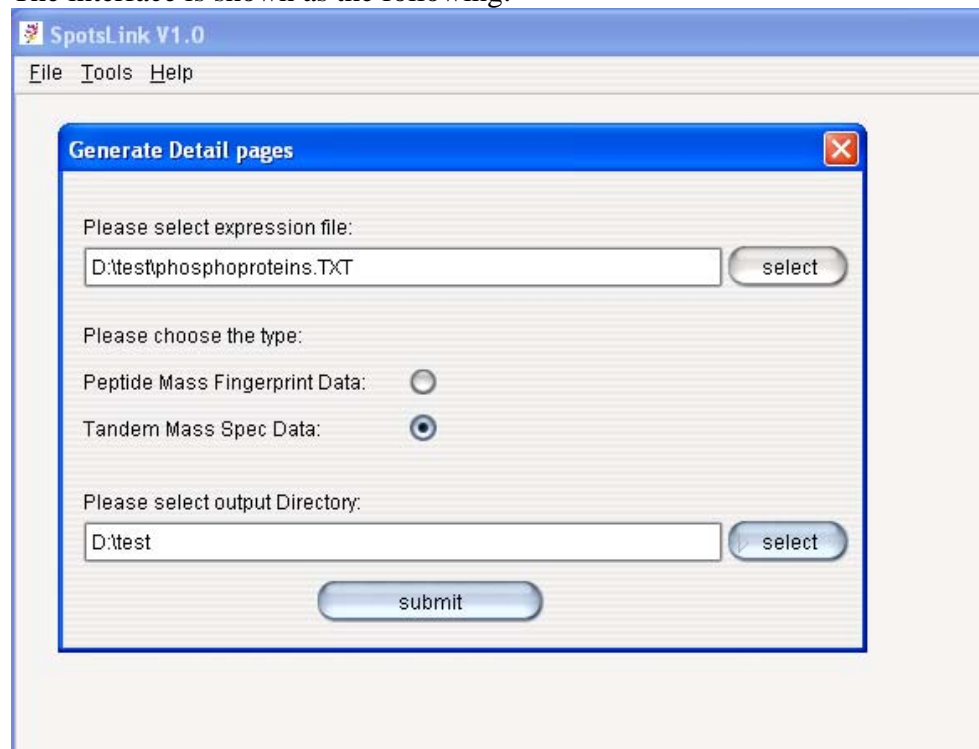 The interface is shown as the following:
SpotsLink V1.0
File Tools Help
Generate Detail pages
Please select expression file:
D:\test\phosphoproteins.TXT select
Please choose the type:
Peptide Mass Fingerprint Data:
Tandem Mass Spec Data:
Please select output Directory:
D:\test select
submit